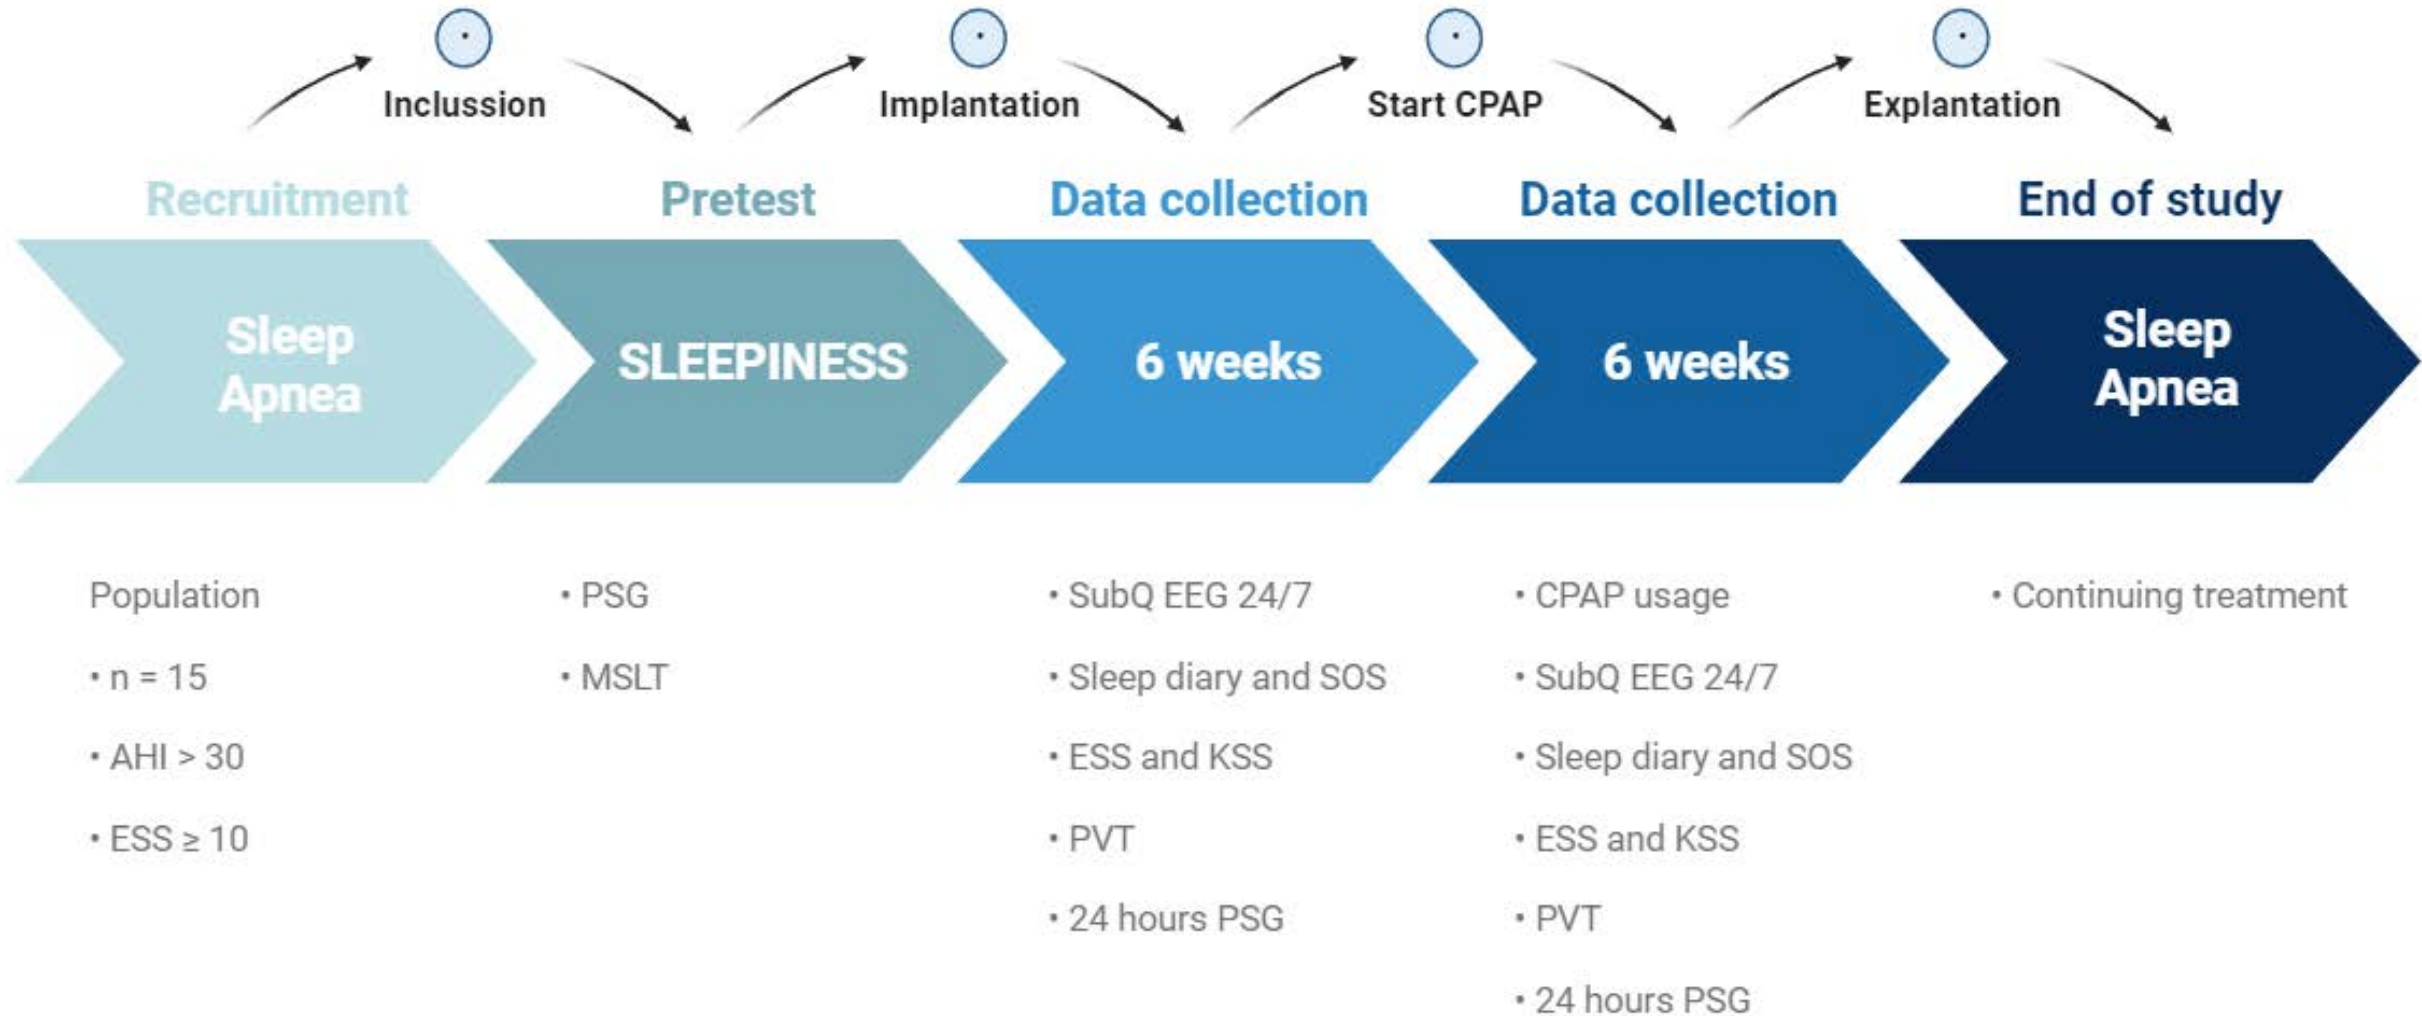 Inclussion
Implantation
Start CPAP
Explantation
Recruitment
Pretest
Data collection
Data collection
End of study
Sleep
Apnea
SLEEPINESS
6 weeks
6 weeks
Sleep
Apnea
Population
• n = 15
• AHI > 30
• ESS ≥ 10
• PSG
• MSLT
• SubQ EEG 24/7
• Sleep diary and SOS
• ESS and KSS
• PVT
• 24 hours PSG
• CPAP usage
• SubQ EEG 24/7
• Sleep diary and SOS
• ESS and KSS
• PVT
• 24 hours PSG
• Continuing treatment